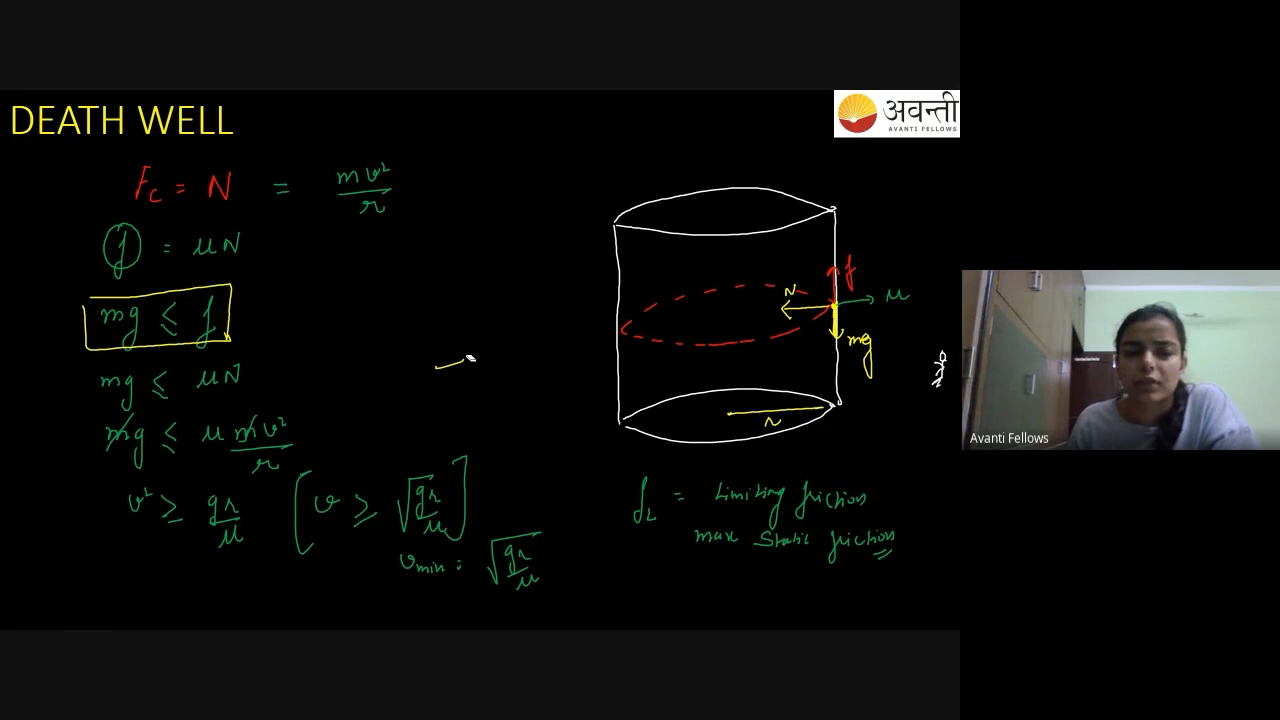 DEATH WELL
अवन्ती
AVANTI FELLOWS
Fc = N = mv²/r
f = μN
mg ≤ f
mg ≤ μN
mg ≤ μ mv²/r
v² ≥ gr/μ [v ≥ √gr/μ]
vmin = √gr/μ
f
N
μ
mg
r
fL = Limiting friction
max static friction
Avanti Fellows